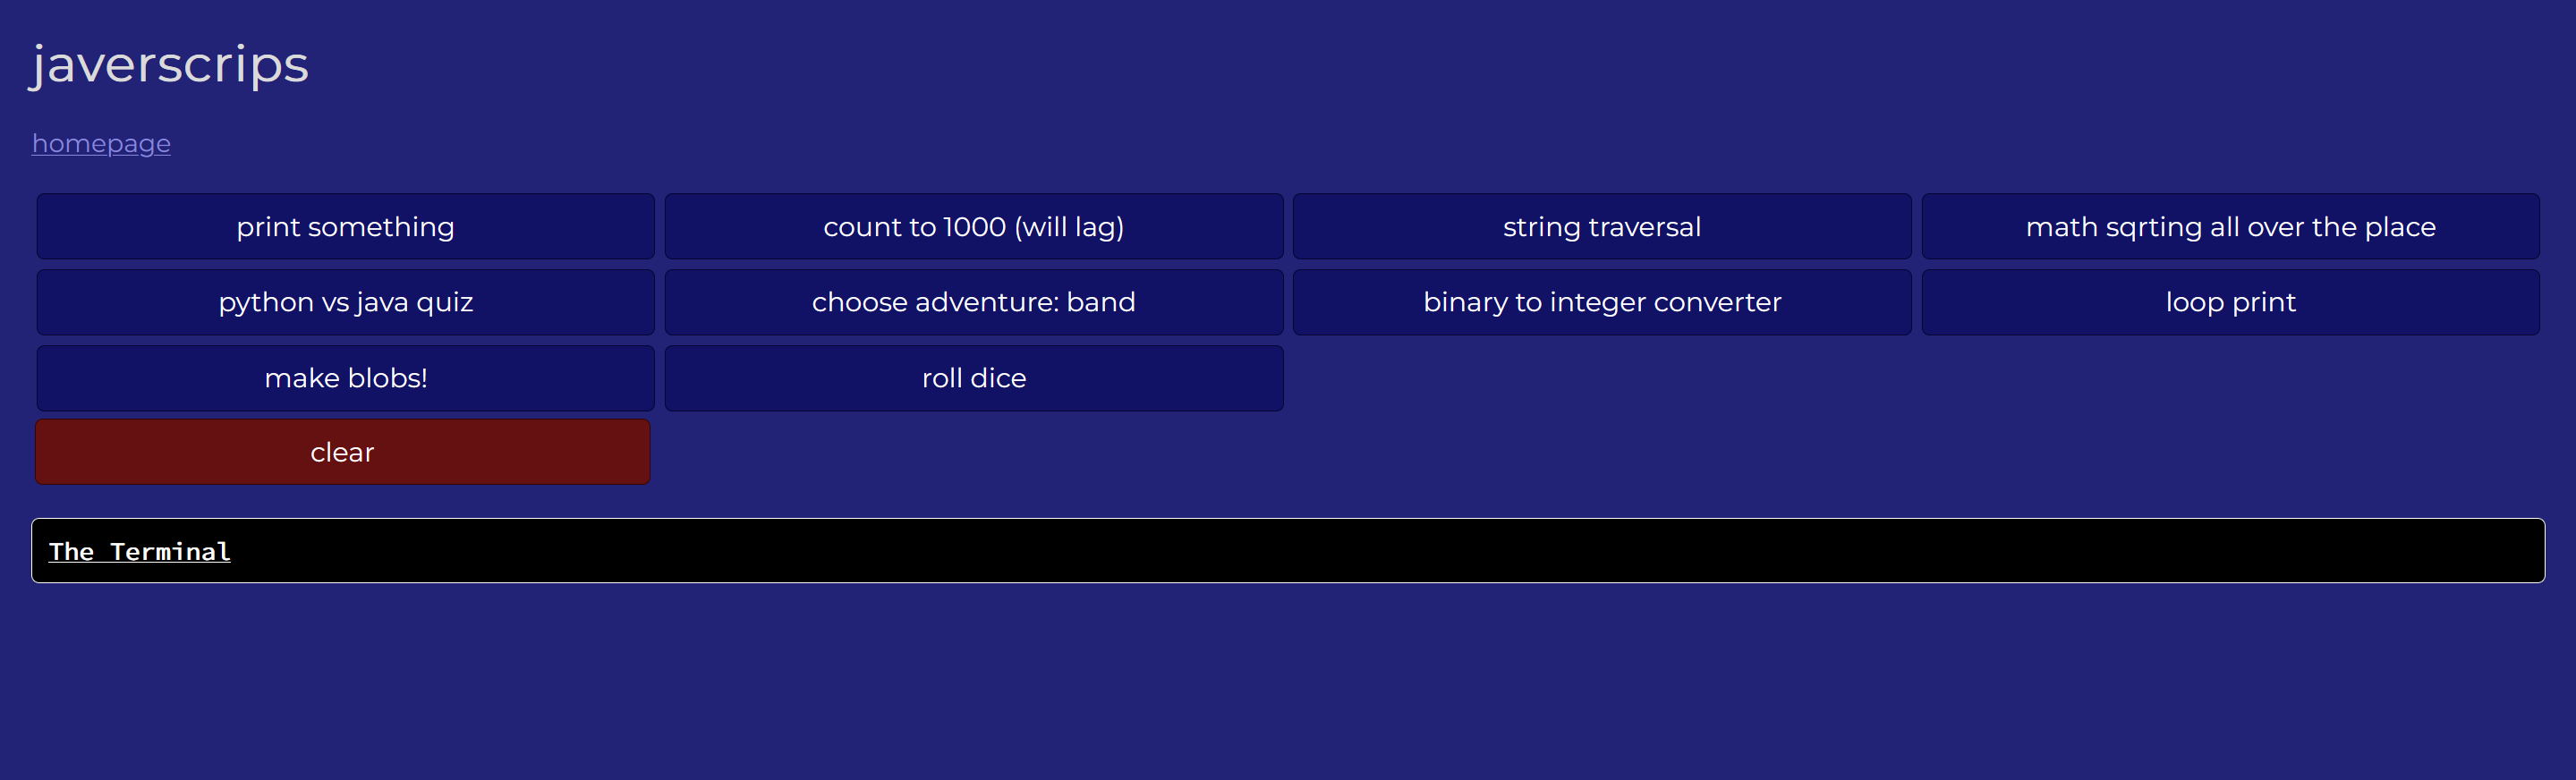 javerscrips
homepage
print something
count to 1000 (will lag)
string traversal
math sqrting all over the place
python vs java quiz
choose adventure: band
binary to integer converter
loop print
make blobs!
roll dice
clear
The Terminal